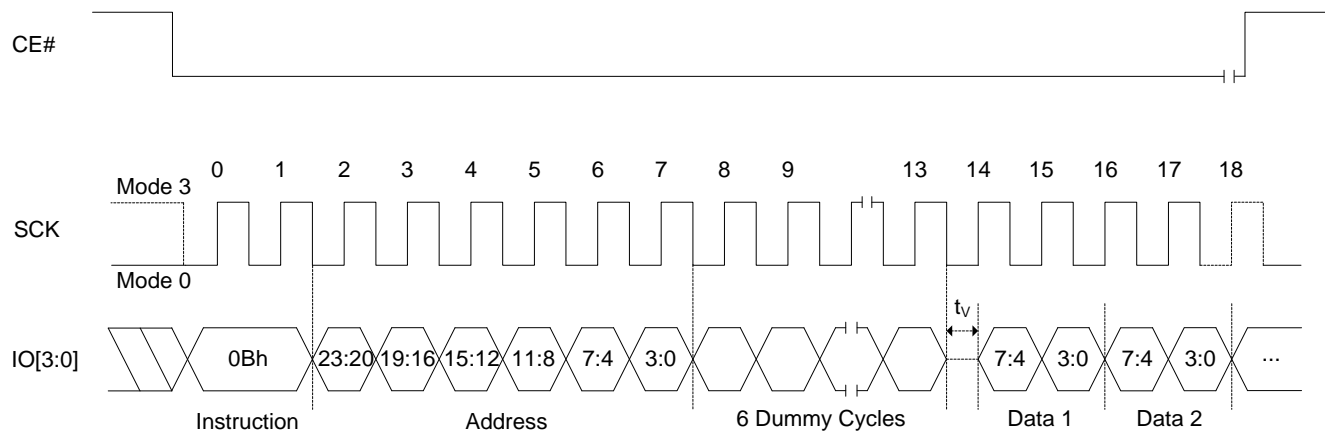 CE#
0 1 2 3 4 5 6 7 8 9 13 14 15 16 17 18
Mode 3
SCK
Mode 0
tV
IO[3:0]
0Bh 23:20 19:16 15:12 11:8 7:4 3:0 7:4 3:0 7:4 3:0 ...
Instruction Address 6 Dummy Cycles Data 1 Data 2